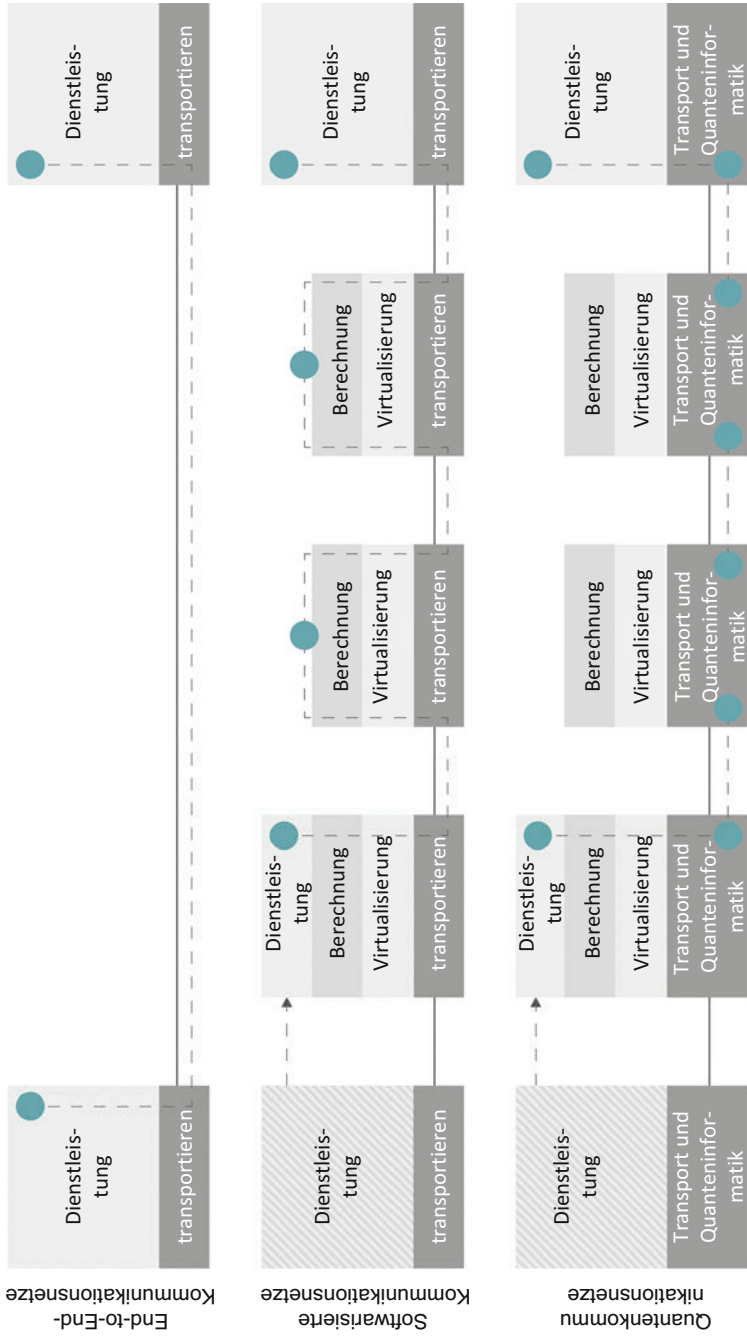 End-to-End-
Kommunikationsnetze
Dienstleis-
tung
transportieren
Dienstleis-
tung
transportieren
Softwarisierte
Kommunikationsnetze
Dienstleis-
tung
transportieren
Dienstleis-
tung
Berechnung
Virtualisierung
transportieren
Berechnung
Virtualisierung
transportieren
Berechnung
Virtualisierung
transportieren
Dienstleis-
tung
transportieren
Quantenkommu
nikationsnetze
Dienstleis-
tung
Transport und
Quanteninfor-
matik
Dienstleis-
tung
Berechnung
Virtualisierung
Transport und
Quanteninfor-
matik
Berechnung
Virtualisierung
Transport und
Quanteninfor-
matik
Berechnung
Virtualisierung
Transport und
Quanteninfor-
matik
Dienstleis-
tung
Transport und
Quanteninfor-
matik